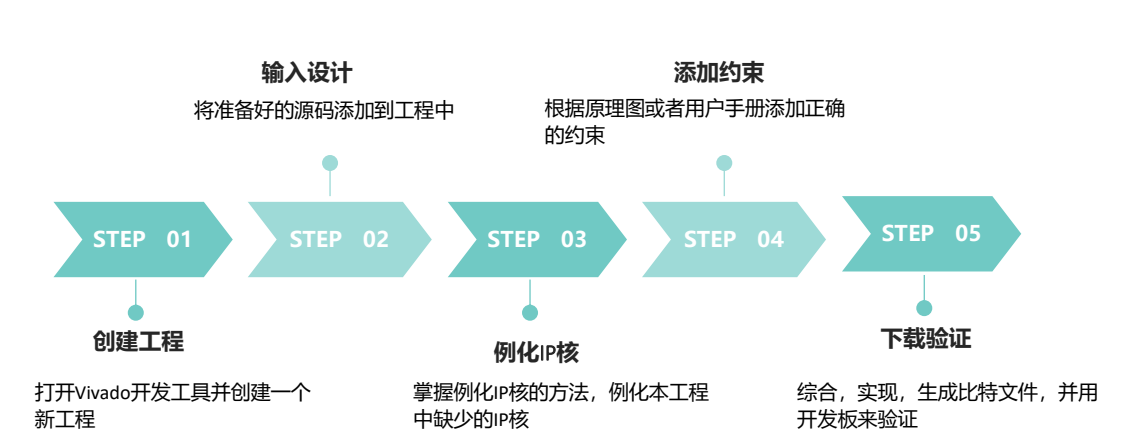 输入设计
将准备好的源码添加到工程中
添加约束
根据原理图或者用户手册添加正确
的约束
STEP 01
STEP 02
STEP 03
STEP 04
STEP 05
创建工程
打开Vivado开发工具并创建一个
新工程
例化IP核
掌握例化IP核的方法，例化本工程
中缺少的IP核
下载验证
综合，实现，生成比特文件，并用
开发板来验证